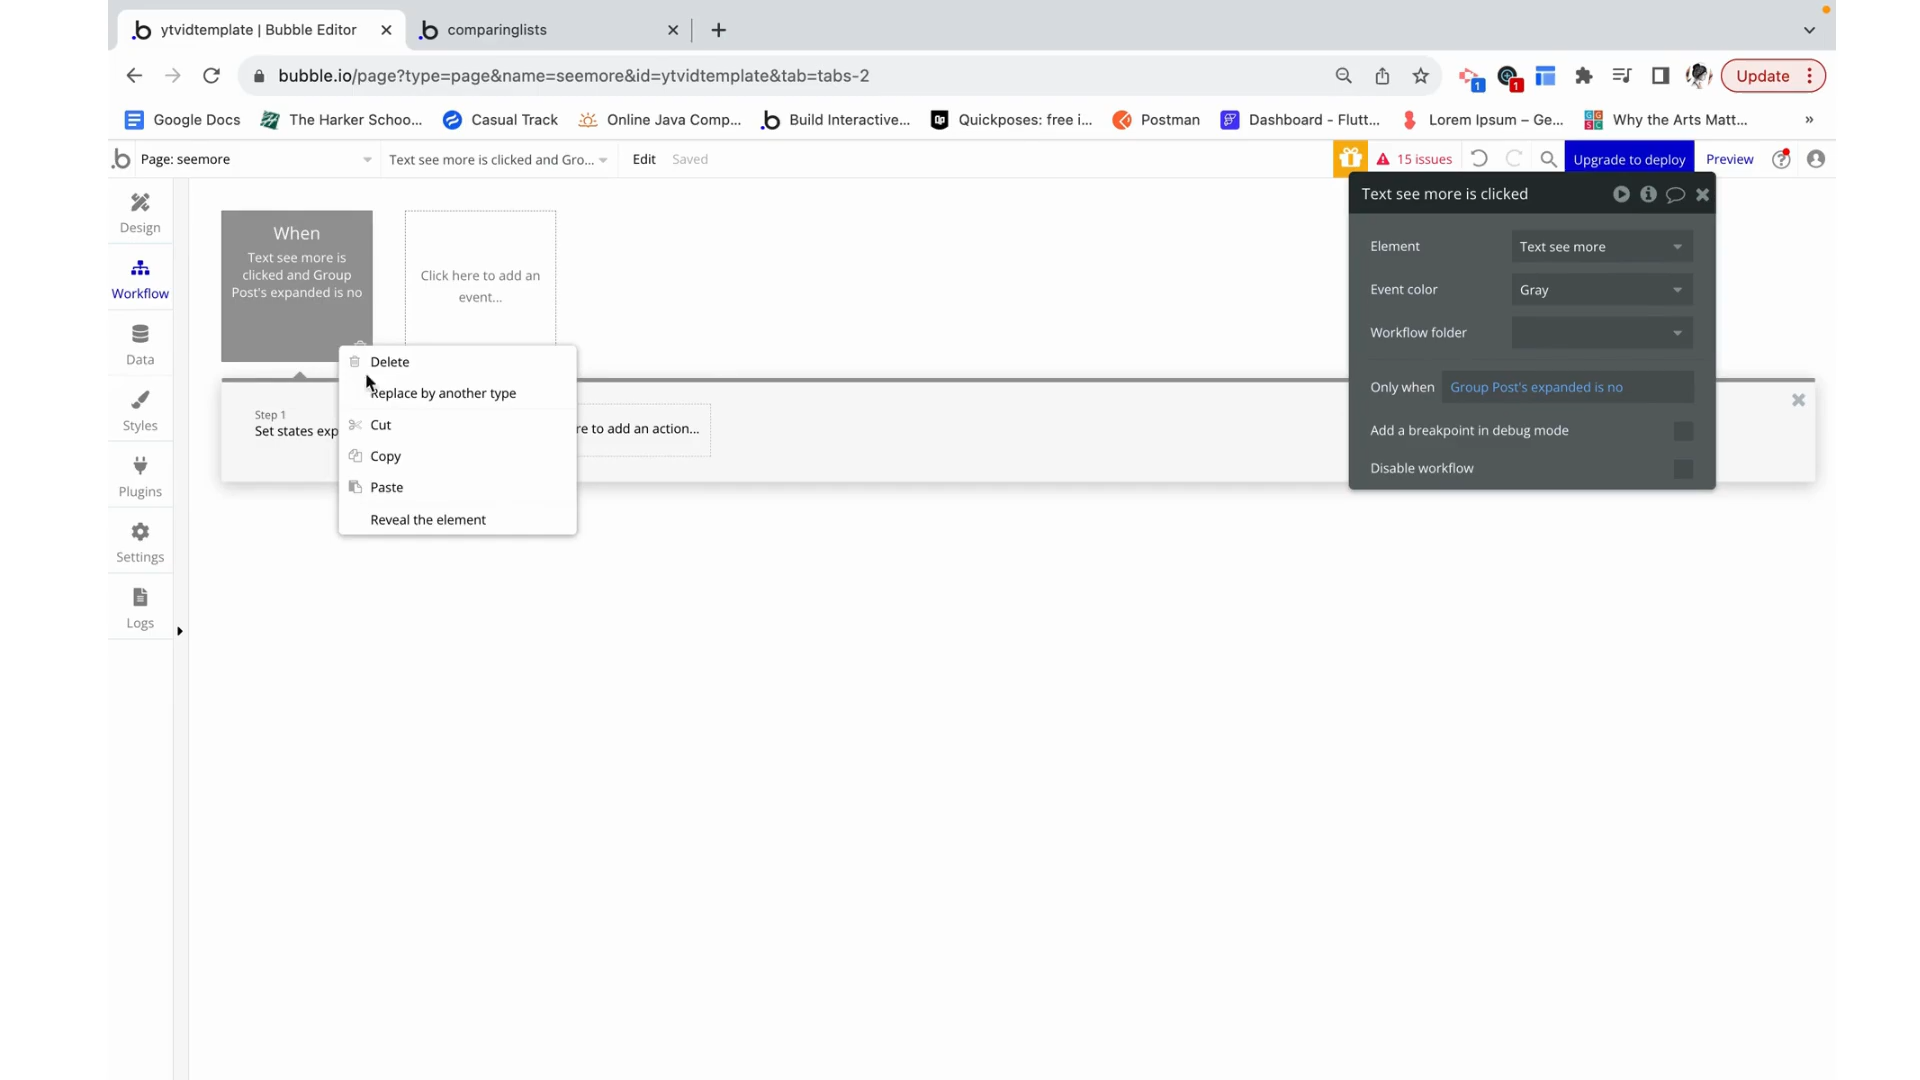 ytvidtemplate | Bubble Editor
comparinglists
bubble.io/page?type=page&name=seemore&id=ytvidtemplate&tab=tabs-2
1
1
Update
Google Docs
The Harker Schoo...
Casual Track
Online Java Comp...
Build Interactive...
Quickposes: free i...
Postman
Dashboard - Flutt...
Lorem Ipsum – Ge...
Why the Arts Matt...
»
Page: seemore
Text see more is clicked and Gro...
Edit
Saved
15 issues
Upgrade to deploy
Preview
Design
Workflow
Data
Styles
Plugins
Settings
Logs
When
Text see more is
clicked and Group
Post's expanded is no
Click here to add an
event...
Step 1
Set states exp
re to add an action...
Delete
Replace by another type
Cut
Copy
Paste
Reveal the element
Text see more is clicked
Element
Text see more
Event color
Gray
Workflow folder
Only when
Group Post's expanded is no
Add a breakpoint in debug mode
Disable workflow